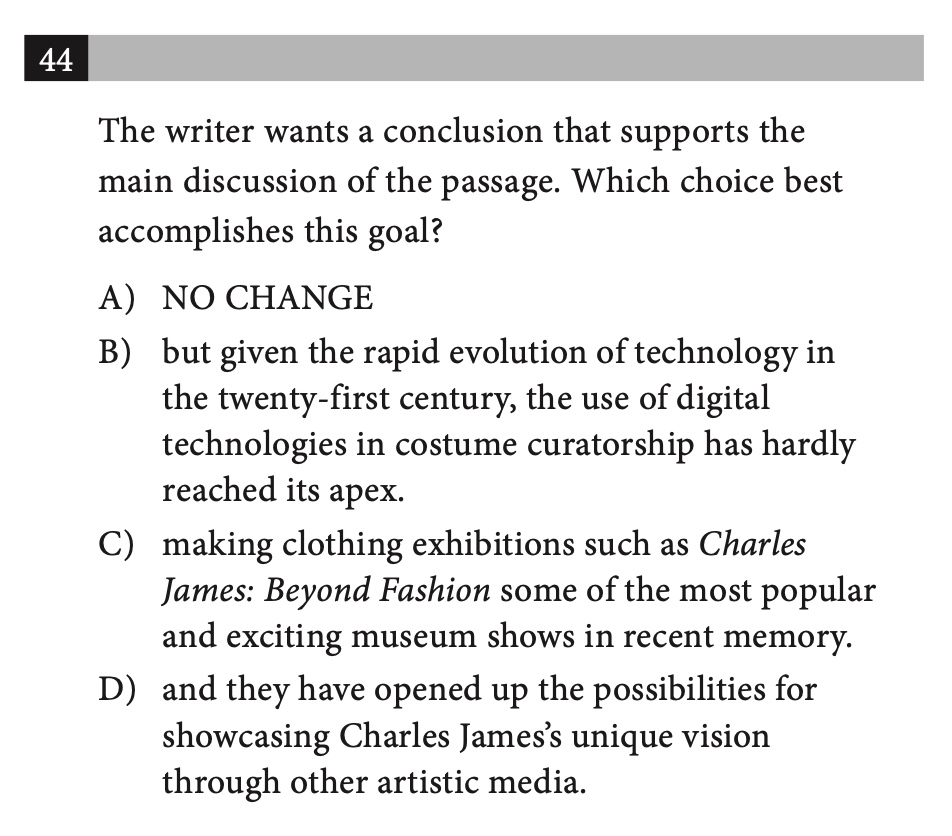 44
The writer wants a conclusion that supports the
main discussion of the passage. Which choice best
accomplishes this goal?
A) NO CHANGE
B) but given the rapid evolution of technology in
the twenty-first century, the use of digital
technologies in costume curatorship has hardly
reached its apex.
C) making clothing exhibitions such as Charles
James: Beyond Fashion some of the most popular
and exciting museum shows in recent memory.
D) and they have opened up the possibilities for
showcasing Charles James’s unique vision
through other artistic media.